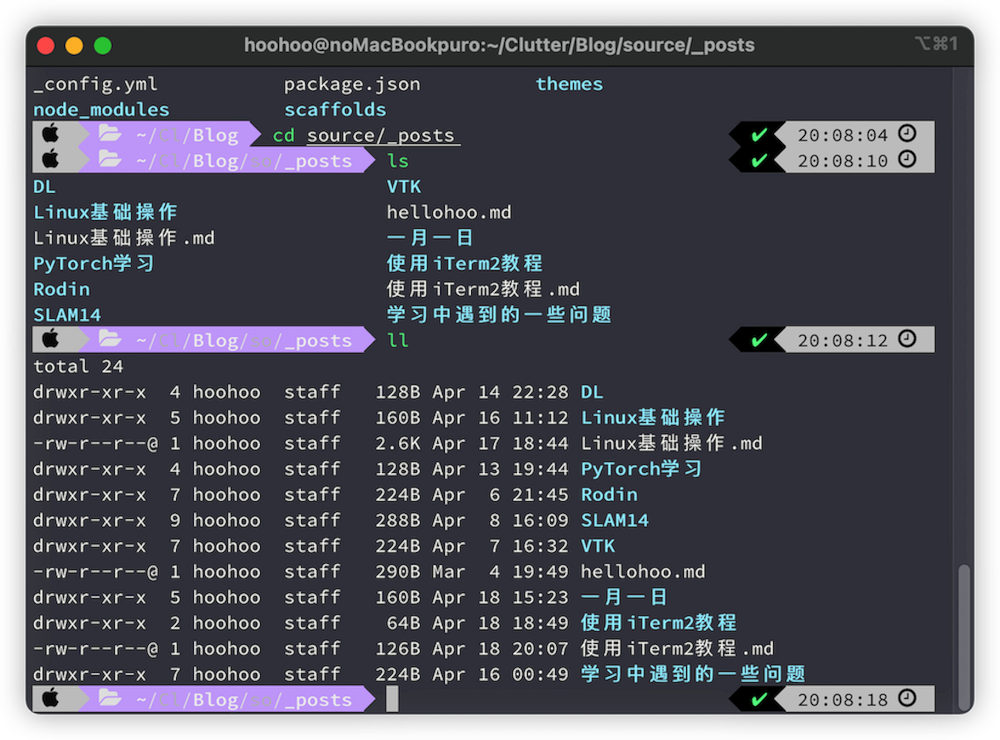 hoohoo@noMacBookpuro:~/Clutter/Blog/source/_posts ⌥⌘1
_config.yml package.json themes
node_modules scaffolds
~/Cl/Blog cd source/_posts ✔ 20:08:04
~/Cl/Blog/so/_posts ls ✔ 20:08:10
DL VTK
Linux基础操作 hellohoo.md
Linux基础操作.md 一月一日
PyTorch学习 使用iTerm2教程
Rodin 使用iTerm2教程.md
SLAM14 学习中遇到的一些问题
~/Cl/Blog/so/_posts ll ✔ 20:08:12
total 24
drwxr-xr-x 4 hoohoo staff 128B Apr 14 22:28 DL
drwxr-xr-x 5 hoohoo staff 160B Apr 16 11:12 Linux基础操作
-rw-r--r--@ 1 hoohoo staff 2.6K Apr 17 18:44 Linux基础操作.md
drwxr-xr-x 4 hoohoo staff 128B Apr 13 19:44 PyTorch学习
drwxr-xr-x 7 hoohoo staff 224B Apr 6 21:45 Rodin
drwxr-xr-x 9 hoohoo staff 288B Apr 8 16:09 SLAM14
drwxr-xr-x 7 hoohoo staff 224B Apr 7 16:32 VTK
-rw-r--r--@ 1 hoohoo staff 290B Mar 4 19:49 hellohoo.md
drwxr-xr-x 5 hoohoo staff 160B Apr 18 15:23 一月一日
drwxr-xr-x 2 hoohoo staff 64B Apr 18 18:49 使用iTerm2教程
-rw-r--r--@ 1 hoohoo staff 126B Apr 18 20:07 使用iTerm2教程.md
drwxr-xr-x 7 hoohoo staff 224B Apr 16 00:49 学习中遇到的一些问题
~/Cl/Blog/so/_posts ✔ 20:08:18